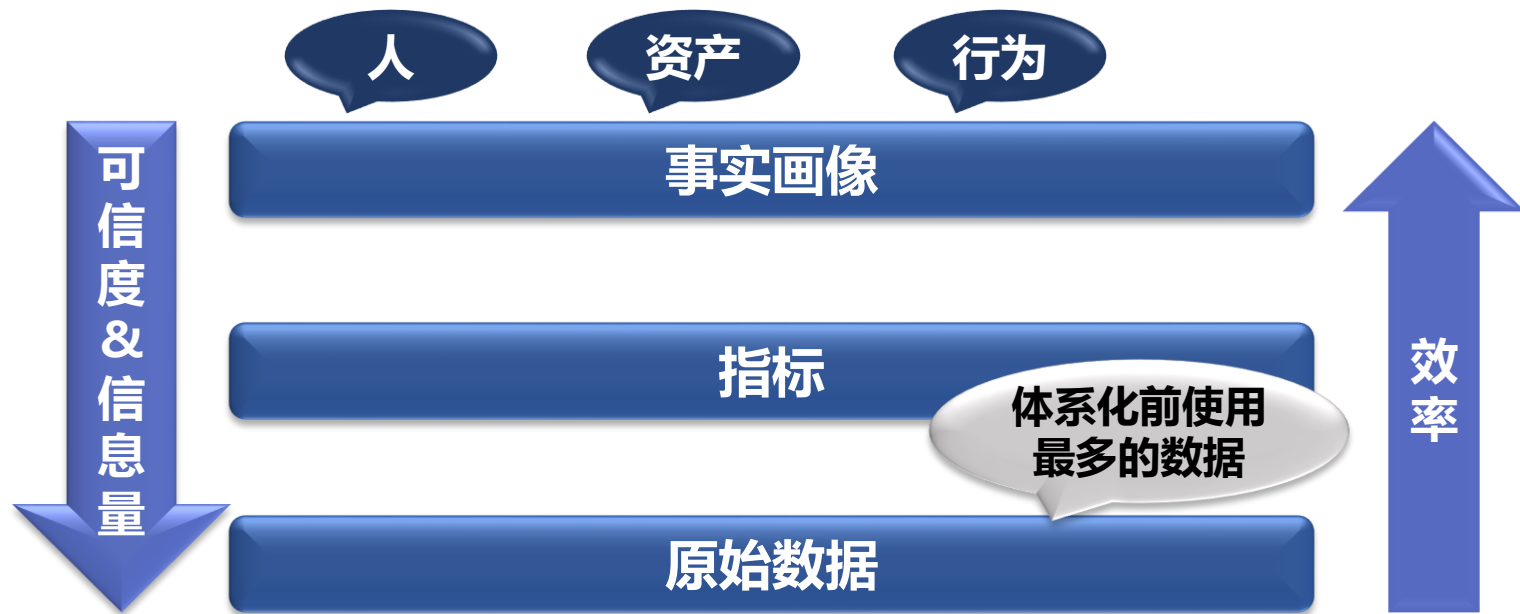 人
资产
行为
可信度&信息量
事实画像
指标
体系化前使用
最多的数据
原始数据
效率